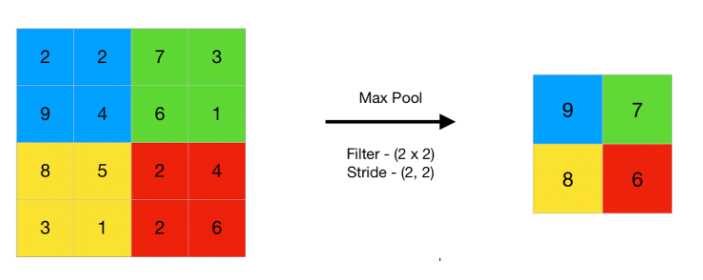 2 2 7 3
9 4 6 1
8 5 2 4
3 1 2 6
Max Pool
Filter - (2 x 2)
Stride - (2, 2)
9 7
8 6